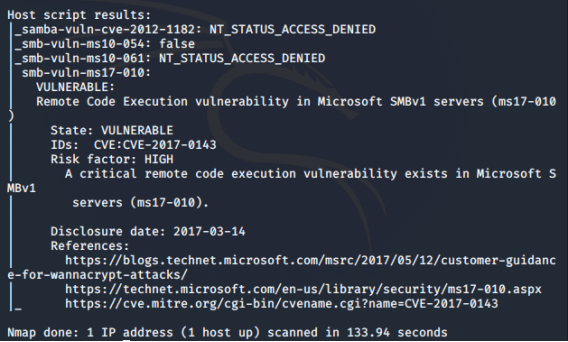 Host script results:
|_samba-vuln-cve-2012-1182: NT_STATUS_ACCESS_DENIED
|_smb-vuln-ms10-054: false
|_smb-vuln-ms10-061: NT_STATUS_ACCESS_DENIED
| smb-vuln-ms17-010:
|   VULNERABLE:
|   Remote Code Execution vulnerability in Microsoft SMBv1 servers (ms17-010
)
|     State: VULNERABLE
|     IDs:  CVE:CVE-2017-0143
|     Risk factor: HIGH
|       A critical remote code execution vulnerability exists in Microsoft S
MBv1
|        servers (ms17-010).
|
|     Disclosure date: 2017-03-14
|     References:
|       https://blogs.technet.microsoft.com/msrc/2017/05/12/customer-guidanc
e-for-wannacrypt-attacks/
|       https://technet.microsoft.com/en-us/library/security/ms17-010.aspx
|_      https://cve.mitre.org/cgi-bin/cvename.cgi?name=CVE-2017-0143
Nmap done: 1 IP address (1 host up) scanned in 133.94 seconds